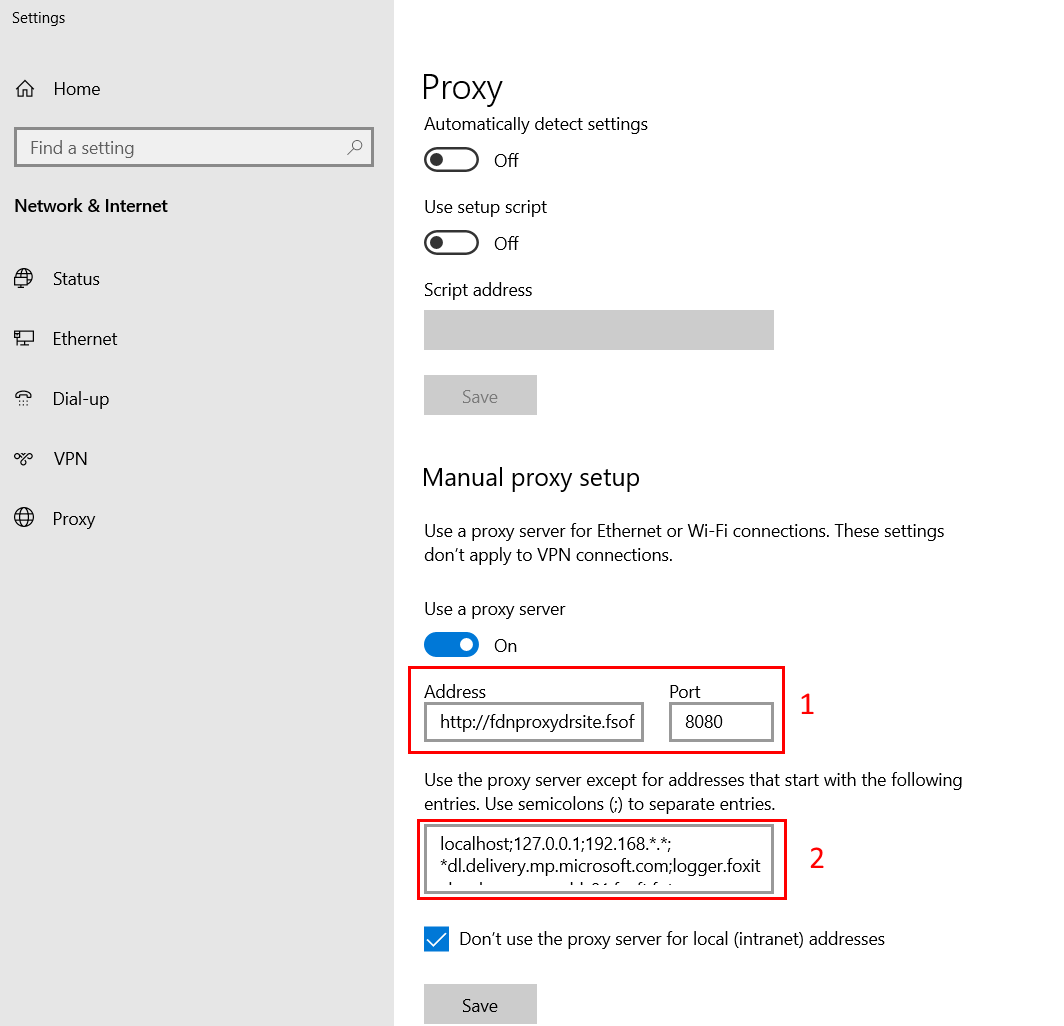 Settings
Home
Find a setting
Network & Internet
Status
Ethernet
Dial-up
VPN
Proxy
Proxy
Automatically detect settings
Off
Use setup script
Off
Script address
Save
Manual proxy setup
Use a proxy server for Ethernet or Wi-Fi connections. These settings
don't apply to VPN connections.
Use a proxy server
On
Address Port
http://fdnproxydrsite.fsof 8080
1
Use the proxy server except for addresses that start with the following
entries. Use semicolons (;) to separate entries.
localhost;127.0.0.1;192.168.*.*;
*dl.delivery.mp.microsoft.com;logger.foxit
2
Don't use the proxy server for local (intranet) addresses
Save